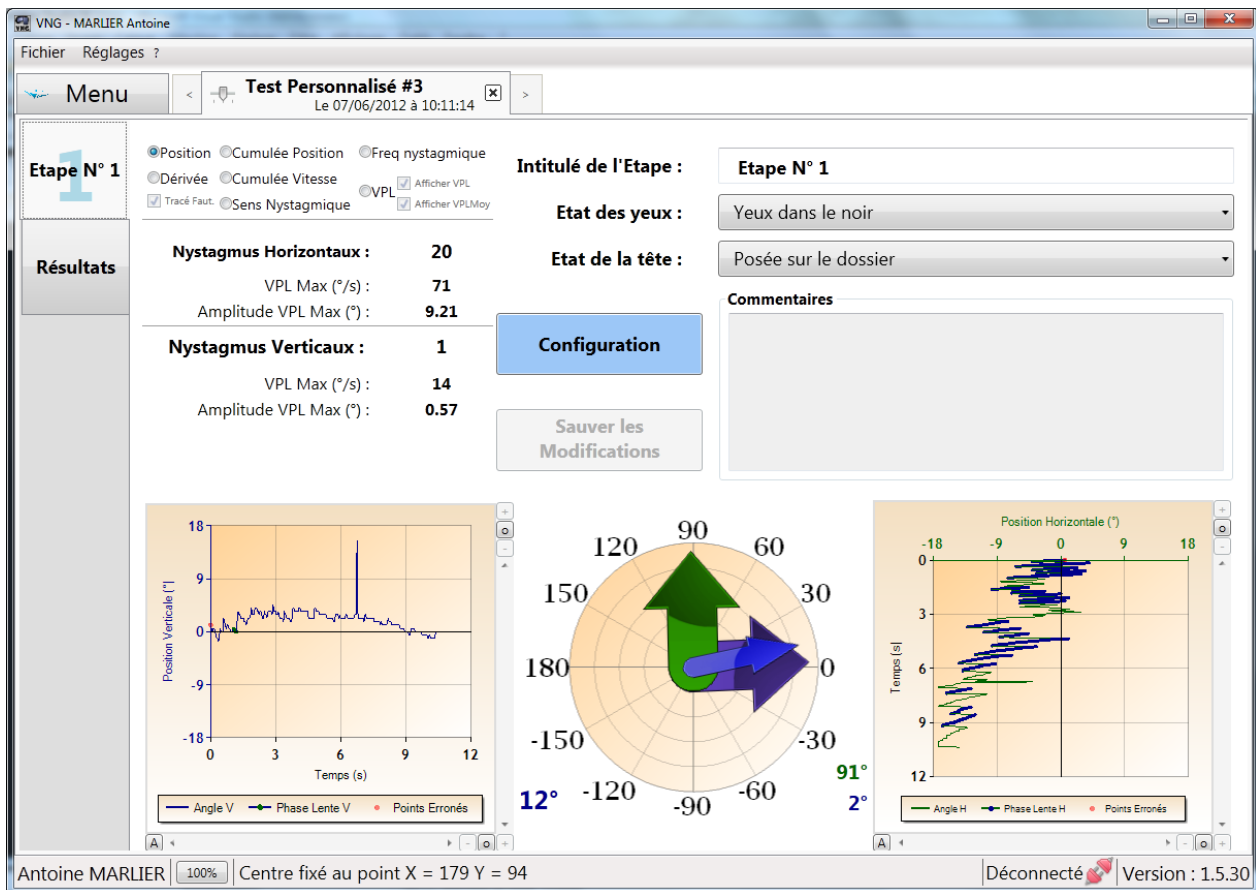 VNG - MARLIER Antoine
Fichier Réglages ?
Menu
< Test Personnalisé #3 >
Le 07/06/2012 à 10:11:14
Etape N° 1
1
Résultats
Position Cumulée Position Freq nystagmique
Dérivée Cumulée Vitesse VPL Afficher VPL
Tracé Faut. Sens Nystagmique Afficher VPLMoy
Nystagmus Horizontaux : 20
VPL Max (°/s) : 71
Amplitude VPL Max (°) : 9.21
Nystagmus Verticaux : 1
VPL Max (°/s) : 14
Amplitude VPL Max (°) : 0.57
Intitulé de l'Etape : Etape N° 1
Etat des yeux : Yeux dans le noir
Etat de la tête : Posée sur le dossier
Configuration
Sauver les
Modifications
Commentaires
18
9
0
-9
-18
Position Verticale [°]
0 3 6 9 12
Temps (s)
Angle V Phase Lente V Points Erronés
+
o
-
A - o +
90
120 60
150 30
180 0
-150 -30
-120 -60
-90
12°
91°
2°
Position Horizontale (°)
-18 -9 0 9 18
0
3
6
9
12
Temps [s]
Angle H Phase Lente H Points Erronés
+
o
-
A - o +
Antoine MARLIER 100% Centre fixé au point X = 179 Y = 94 Déconnecté Version : 1.5.30